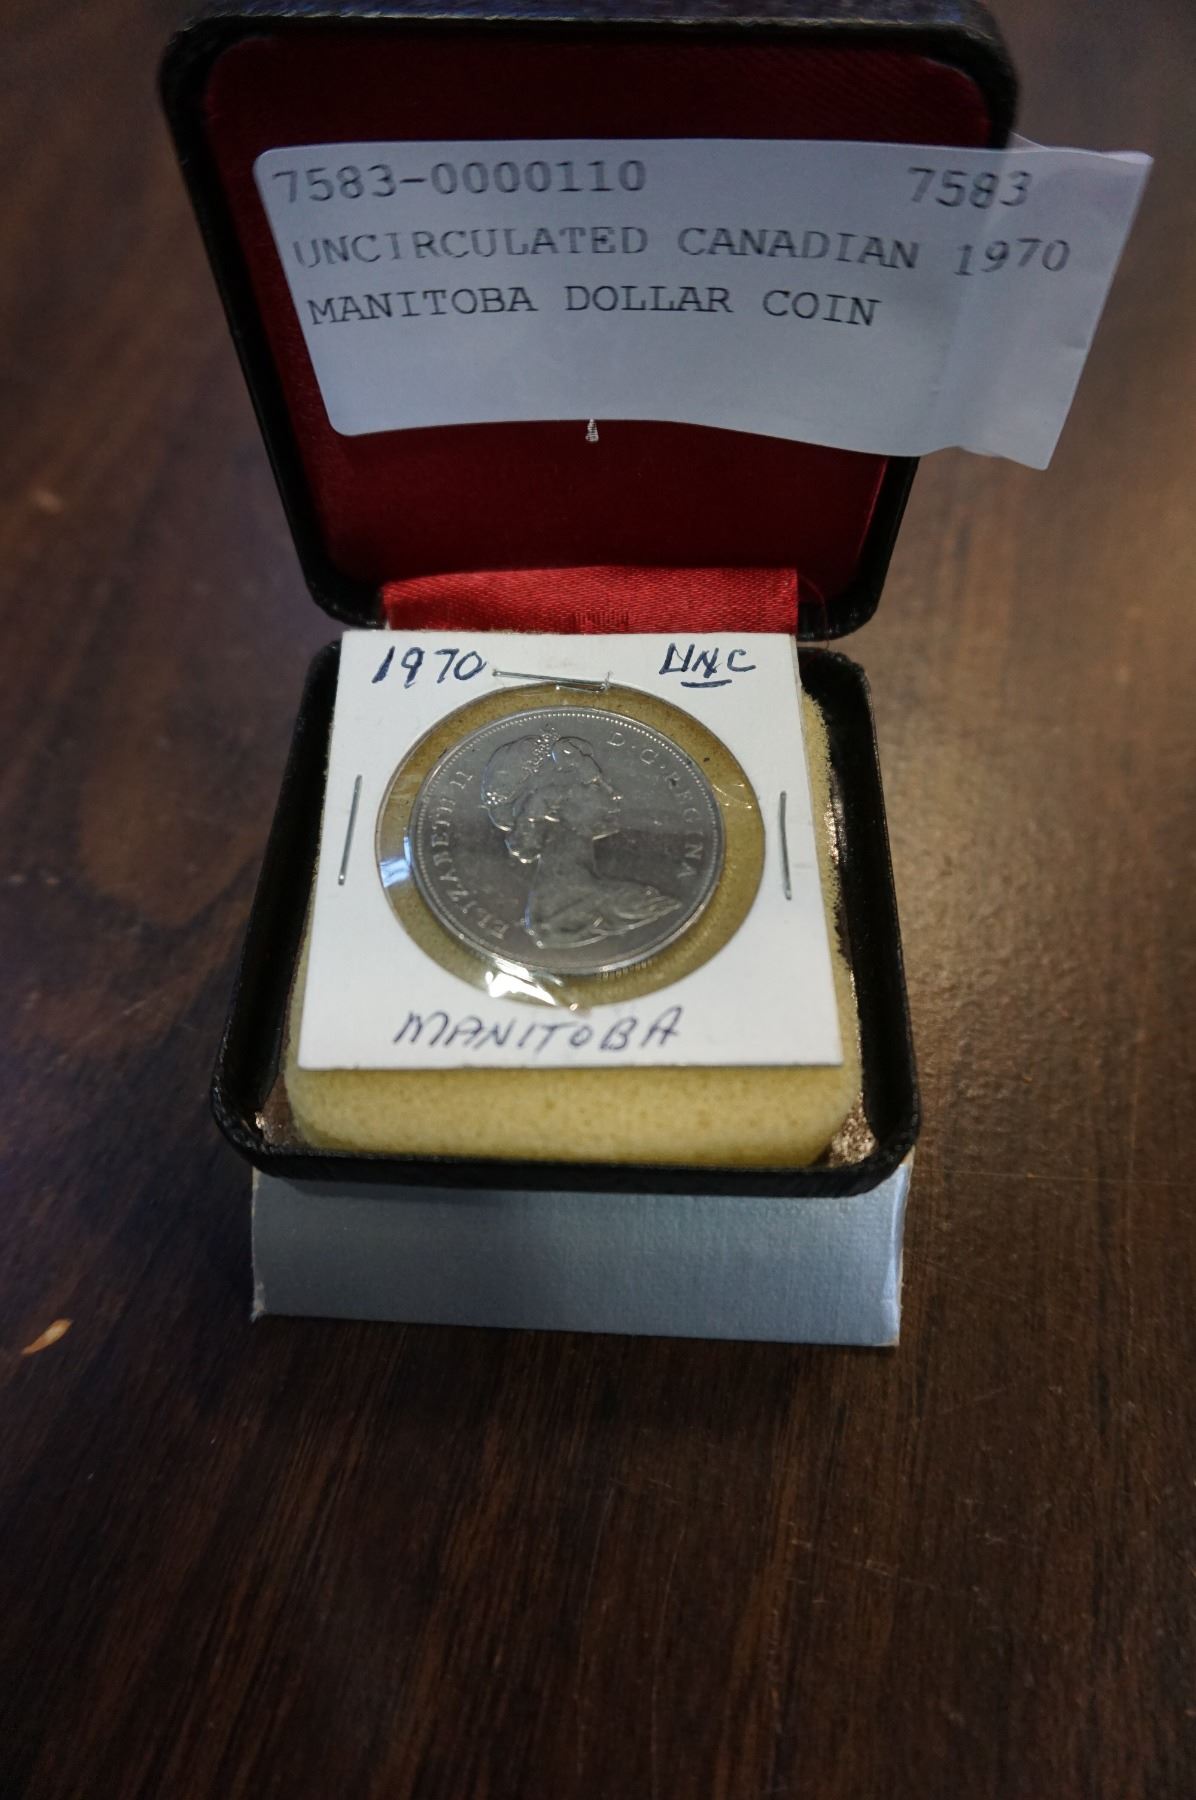 7583-0000110 7583
UNCIRCULATED CANADIAN 1970
MANITOBA DOLLAR COIN
1970 UNC
ELIZABETH II D·G·REGINA
MANITOBA